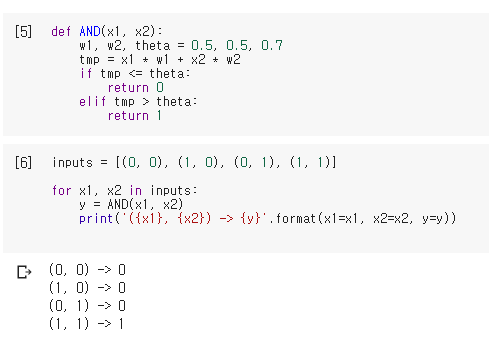 [5] def AND(x1, x2):
w1, w2, theta = 0.5, 0.5, 0.7
tmp = x1 * w1 + x2 * w2
if tmp <= theta:
return 0
elif tmp > theta:
return 1
[6] inputs = [(0, 0), (1, 0), (0, 1), (1, 1)]
for x1, x2 in inputs:
y = AND(x1, x2)
print('({x1}, {x2}) -> {y}'.format(x1=x1, x2=x2, y=y))
(0, 0) -> 0
(1, 0) -> 0
(0, 1) -> 0
(1, 1) -> 1